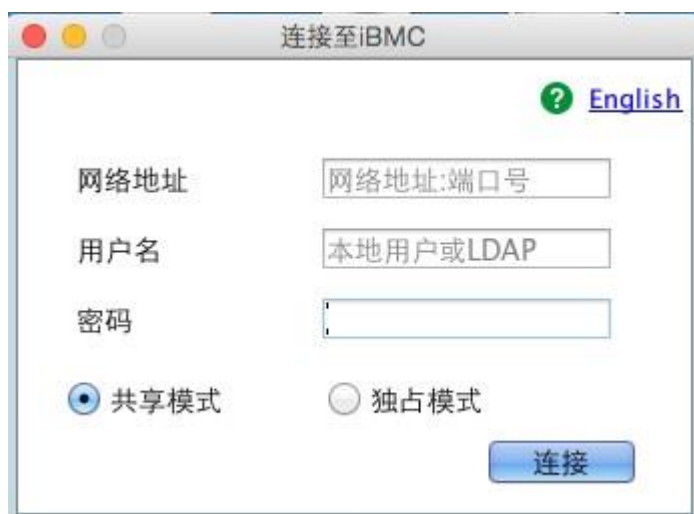 连接至iBMC
? English
网络地址 网络地址:端口号
用户名 本地用户或LDAP
密码
共享模式 独占模式
连接